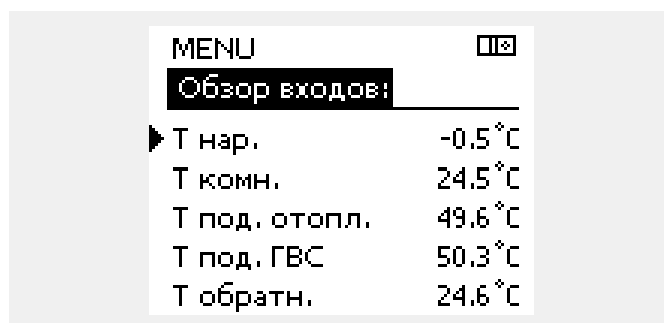 MENU
Обзор входов:
Т нар. -0.5°C
Т комн. 24.5°C
Т под. отопл. 49.6°C
Т под. ГВС 50.3°C
Т обратн. 24.6°C